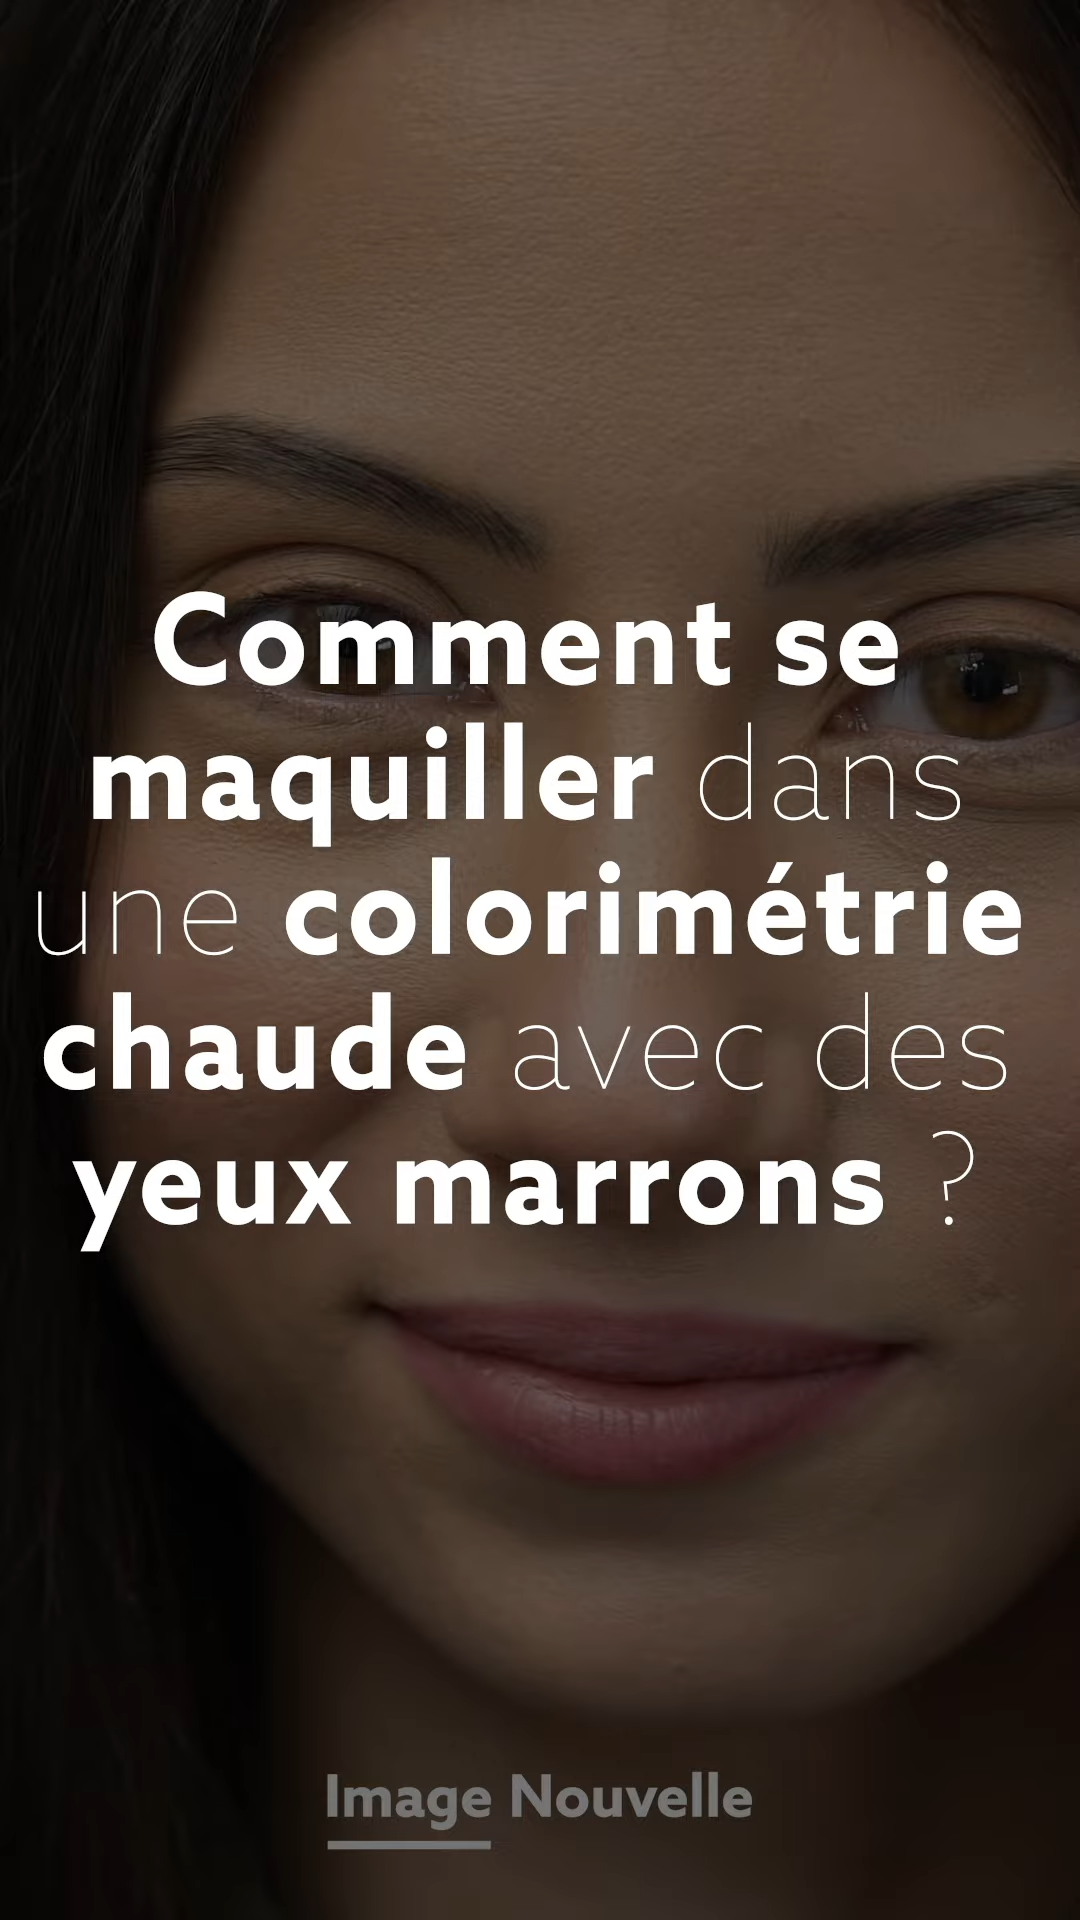 Comment se
maquiller dans
une colorimétrie
chaude avec des
yeux marrons ?
Image Nouvelle